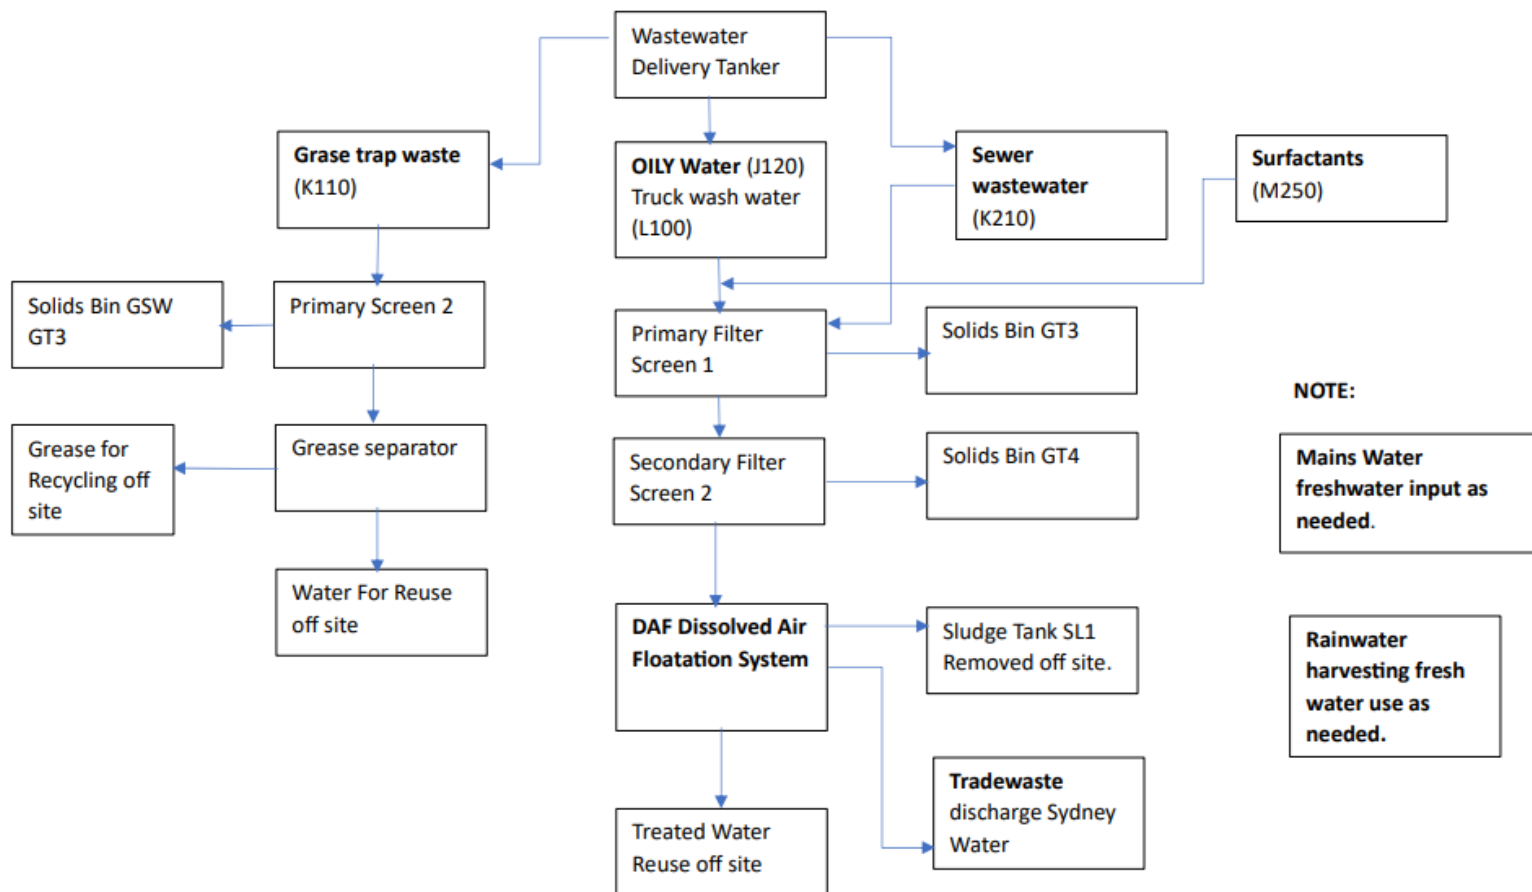 Wastewater
Delivery Tanker
Grase trap waste
(K110)
OILY Water (J120)
Truck wash water
(L100)
Sewer
wastewater
(K210)
Surfactants
(M250)
Solids Bin GSW
GT3
Primary Screen 2
Primary Filter
Screen 1
Solids Bin GT3
NOTE:
Grease for
Recycling off
site
Grease separator
Secondary Filter
Screen 2
Solids Bin GT4
Mains Water
freshwater input as
needed.
Water For Reuse
off site
DAF Dissolved Air
Floatation System
Sludge Tank SL1
Removed off site.
Rainwater
harvesting fresh
water use as
needed.
Treated Water
Reuse off site
Tradewaste
discharge Sydney
Water